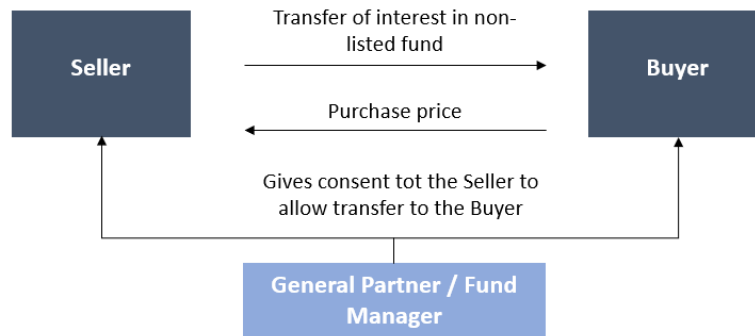 Transfer of interest in non-
listed fund
Seller
Buyer
Purchase price
Gives consent tot the Seller to
allow transfer to the Buyer
General Partner / Fund
Manager